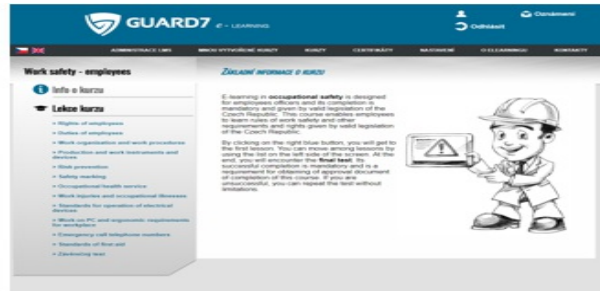 GUARD7 e - LEARNING
Oznámení
Odhlásit
ADMINISTRACE LMS MNOU VYTVOŘENÉ KURZY KURZY CERTIFIKÁTY NASTAVENÍ O ELEARNINGU KONTAKTY
Work safety - employees
Info o kurzu
Lekce kurzu
» Rights of employees
» Duties of employees
» Work organisation and work procedures
» Production and work instruments and
devices
» Risk prevention
» Safety marking
» Occupational health service
» Work injuries and occupational illnesses
» Standards for operation of electrical
devices
» Work on PC and ergonomic requirements
for workplace
» Emergency call telephone numbers
» Standards of first aid
» Závěrečný test
ZÁKLADNÍ INFORMACE O KURZU
E-learning in occupational safety is designed
for employees officers and its completion is
mandatory and given by valid legislation of the
Czech Republic. This course enables employees
to learn rules of work safety and other
requirements and rights given by valid legislation
of the Czech Republic.
By clicking on the right blue button, you will get to
the first lesson. You can move among lessons by
using the list on the left side of the screen. At the
end, you will encounter the final test. Its
successful completion is mandatory and is a
requirement for obtaining of approval document
of completion of this course. If you are
unsuccessful, you can repeat the test without
limitations.